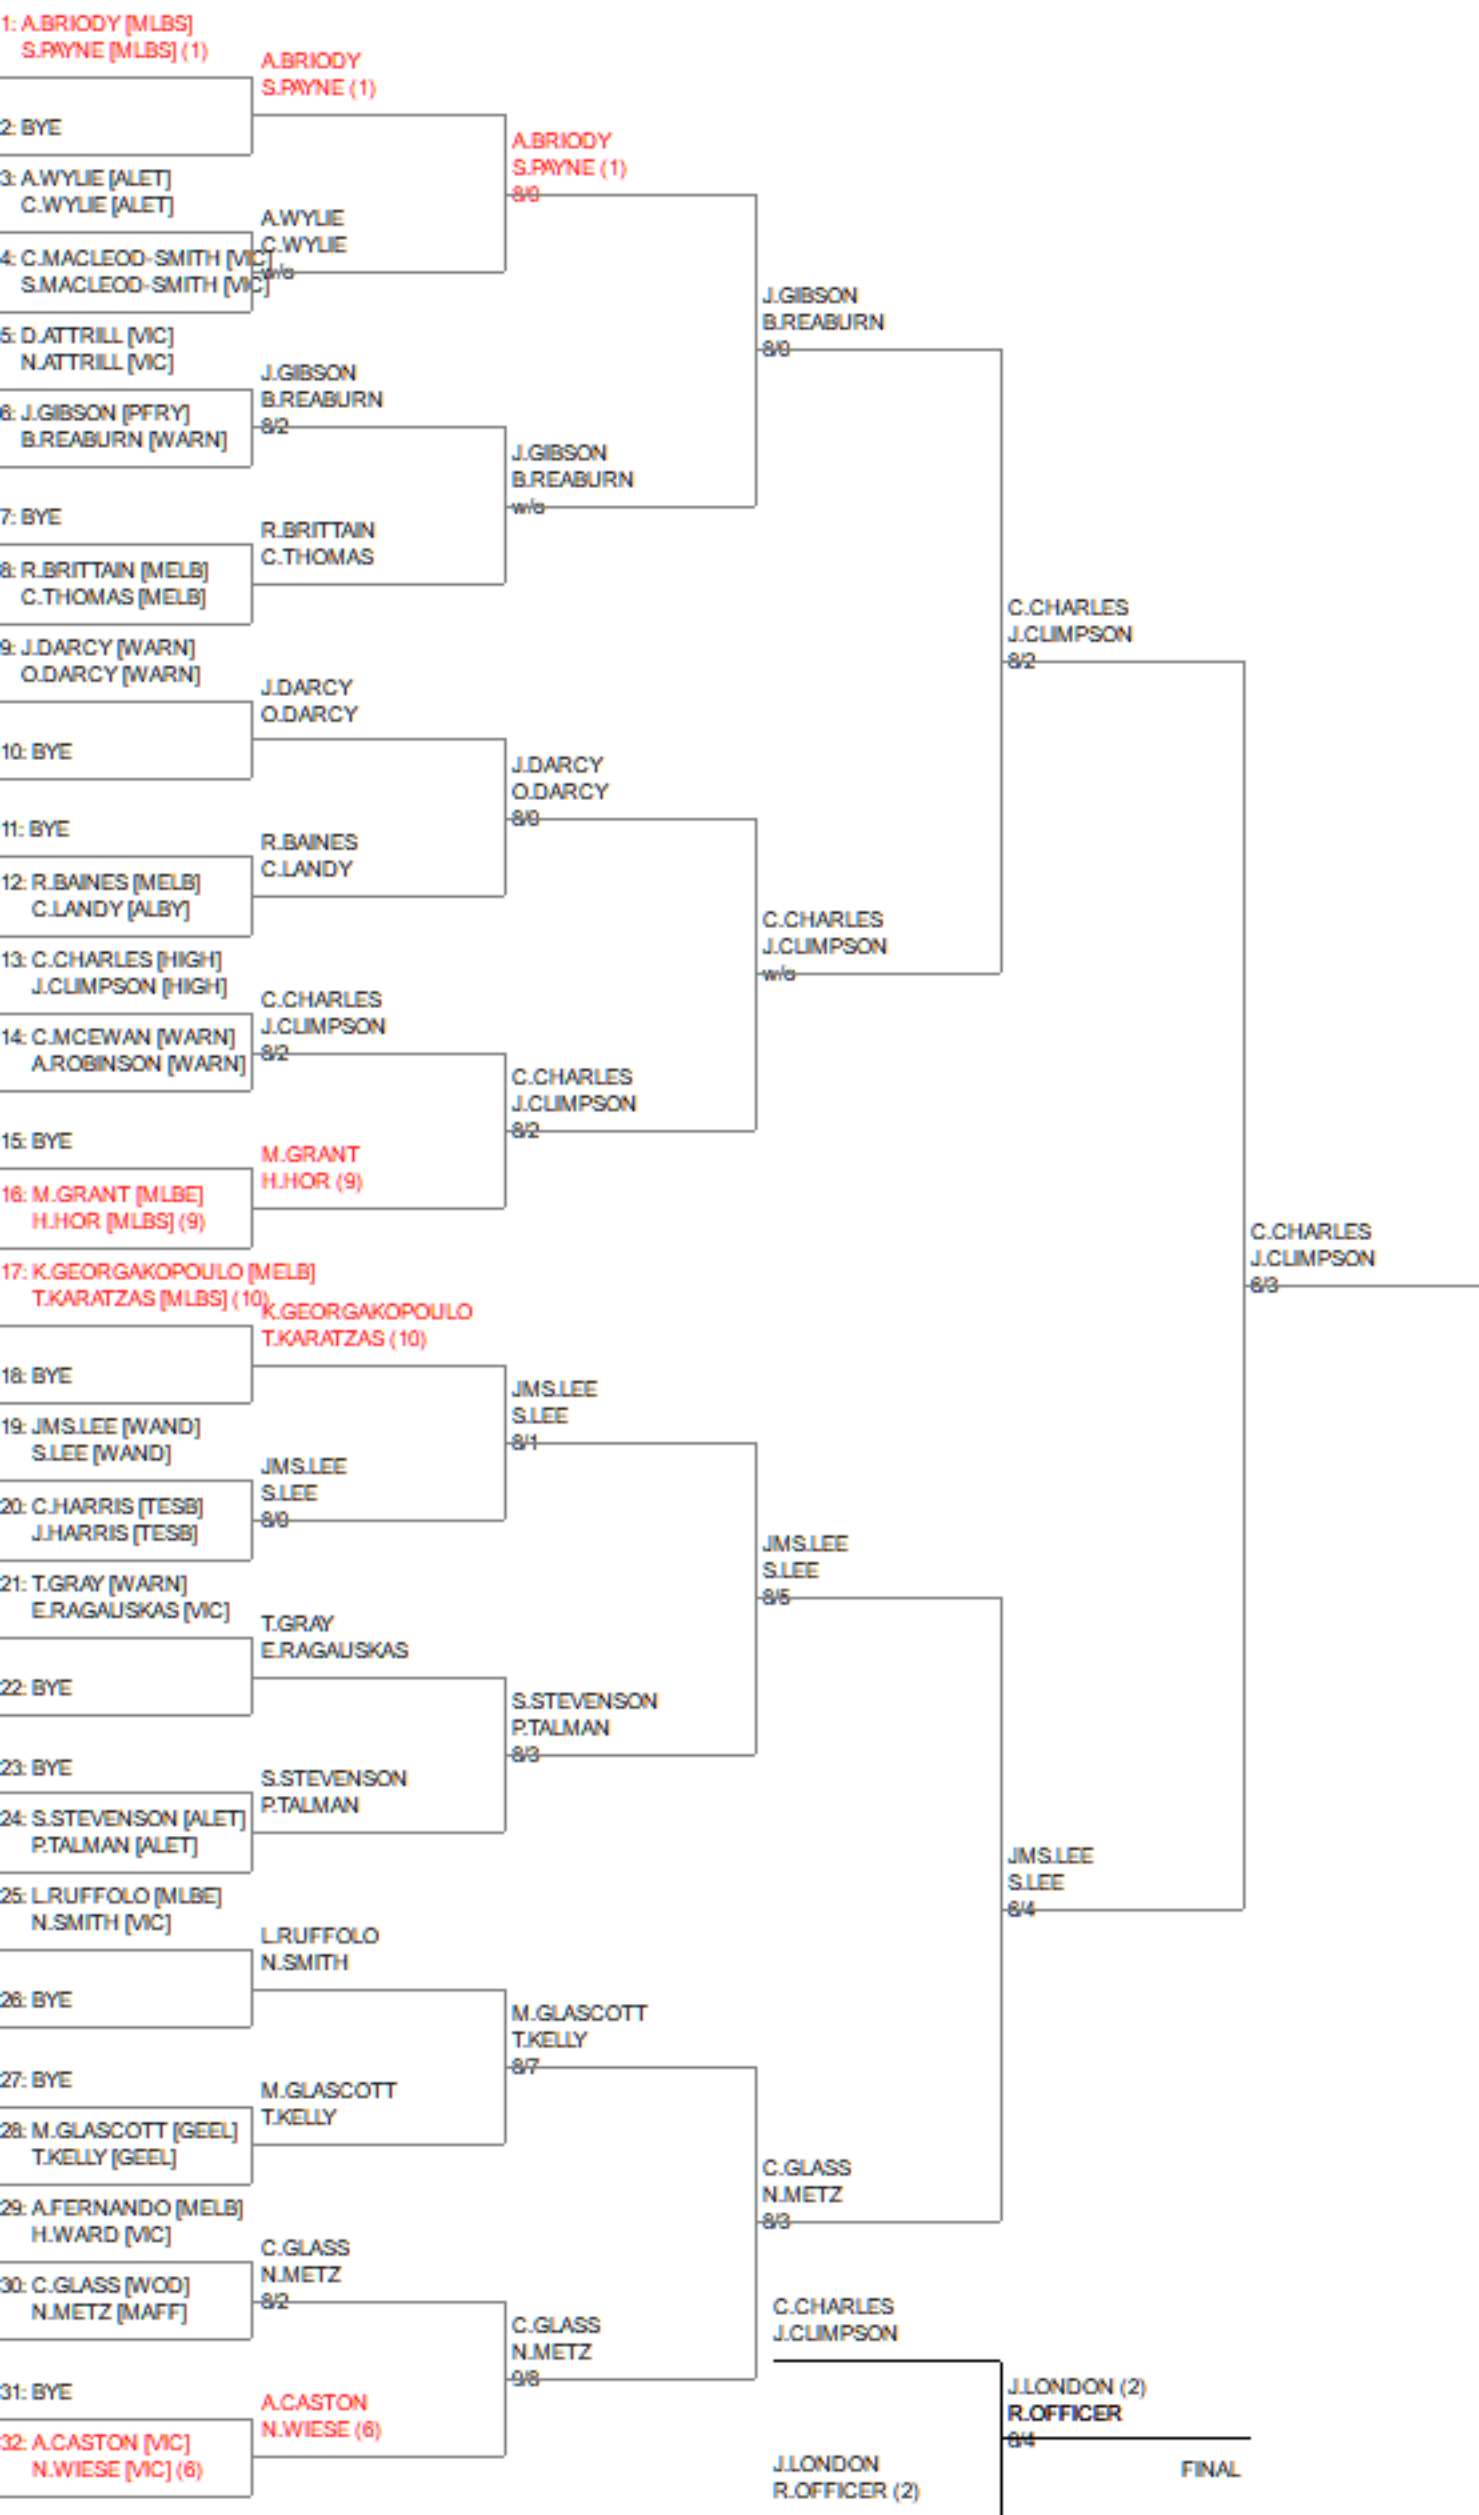 1: A.BRIODY [MLBS]
S.PAYNE [MLBS] (1)
2: BYE
3: A.WYLIE [ALET]
C.WYLIE [ALET]
4: C.MACLEOD-SMITH [VIC]
S.MACLEOD-SMITH [VIC]
5: D.ATTRILL [VIC]
N.ATTRILL [VIC]
6: J.GIBSON [PFRY]
B.REABURN [WARN]
7: BYE
8: R.BRITTAIN [MELB]
C.THOMAS [MELB]
9: J.DARCY [WARN]
O.DARCY [WARN]
10: BYE
11: BYE
12: R.BAINES [MELB]
C.LANDY [ALBY]
13: C.CHARLES [HIGH]
J.CLIMPSON [HIGH]
14: C.MCEWAN [WARN]
A.ROBINSON [WARN]
15: BYE
16: M.GRANT [MLBE]
H.HOR [MLBS] (9)
17: K.GEORGAKOPOULO [MELB]
T.KARATZAS [MLBS] (10)
18: BYE
19: JMS.LEE [WAND]
S.LEE [WAND]
20: C.HARRIS [TESB]
J.HARRIS [TESB]
21: T.GRAY [WARN]
E.RAGAUSKAS [VIC]
22: BYE
23: BYE
24: S.STEVENSON [ALET]
P.TALMAN [ALET]
25: L.RUFFOLO [MLBE]
N.SMITH [VIC]
26: BYE
27: BYE
28: M.GLASCOTT [GEEL]
T.KELLY [GEEL]
29: A.FERNANDO [MELB]
H.WARD [VIC]
30: C.GLASS [WOD]
N.METZ [MAFF]
31: BYE
32: A.CASTON [VIC]
N.WIESE [VIC] (6)
A.BRIODY
S.PAYNE (1)
A.WYLIE
C.WYLIE
w/o
J.GIBSON
B.REABURN
8/2
R.BRITTAIN
C.THOMAS
J.DARCY
O.DARCY
R.BAINES
C.LANDY
C.CHARLES
J.CLIMPSON
8/2
M.GRANT
H.HOR (9)
K.GEORGAKOPOULO
T.KARATZAS (10)
JMS.LEE
S.LEE
8/0
T.GRAY
E.RAGAUSKAS
S.STEVENSON
P.TALMAN
L.RUFFOLO
N.SMITH
M.GLASCOTT
T.KELLY
C.GLASS
N.METZ
8/2
A.CASTON
N.WIESE (6)
A.BRIODY
S.PAYNE (1)
8/0
J.GIBSON
B.REABURN
w/o
J.DARCY
O.DARCY
8/0
C.CHARLES
J.CLIMPSON
8/2
JMS.LEE
S.LEE
8/1
S.STEVENSON
P.TALMAN
8/3
M.GLASCOTT
T.KELLY
8/7
C.GLASS
N.METZ
9/8
J.GIBSON
B.REABURN
8/0
C.CHARLES
J.CLIMPSON
w/o
JMS.LEE
S.LEE
8/5
C.GLASS
N.METZ
8/3
C.CHARLES
J.CLIMPSON
8/2
JMS.LEE
S.LEE
6/4
C.CHARLES
J.CLIMPSON
6/3
C.CHARLES
J.CLIMPSON
J.LONDON
R.OFFICER (2)
J.LONDON (2)
R.OFFICER
6/4
FINAL